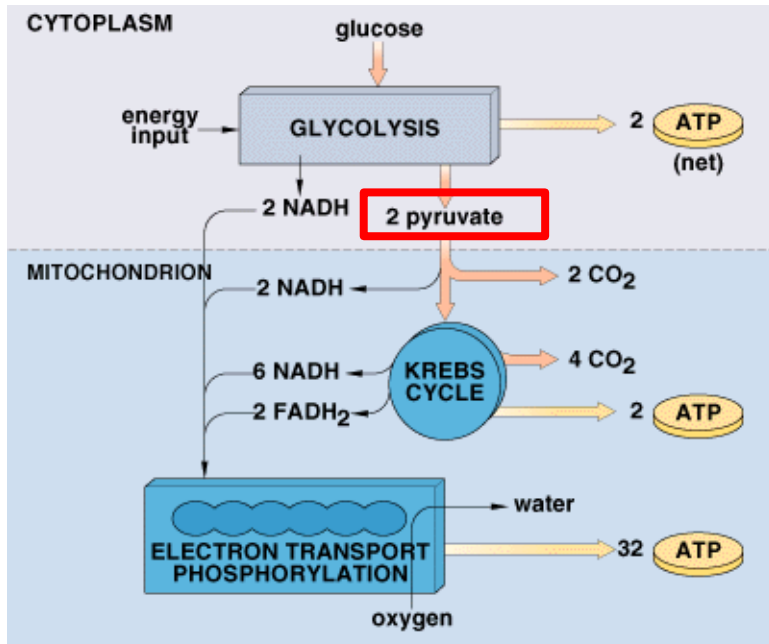 CYTOPLASM
glucose
energy
input
GLYCOLYSIS
2 ATP
(net)
2 NADH
2 pyruvate
MITOCHONDRION
2 NADH
2 CO₂
6 NADH
KREBS
CYCLE
4 CO₂
2 FADH₂
2 ATP
water
ELECTRON TRANSPORT
PHOSPHORYLATION
32 ATP
oxygen